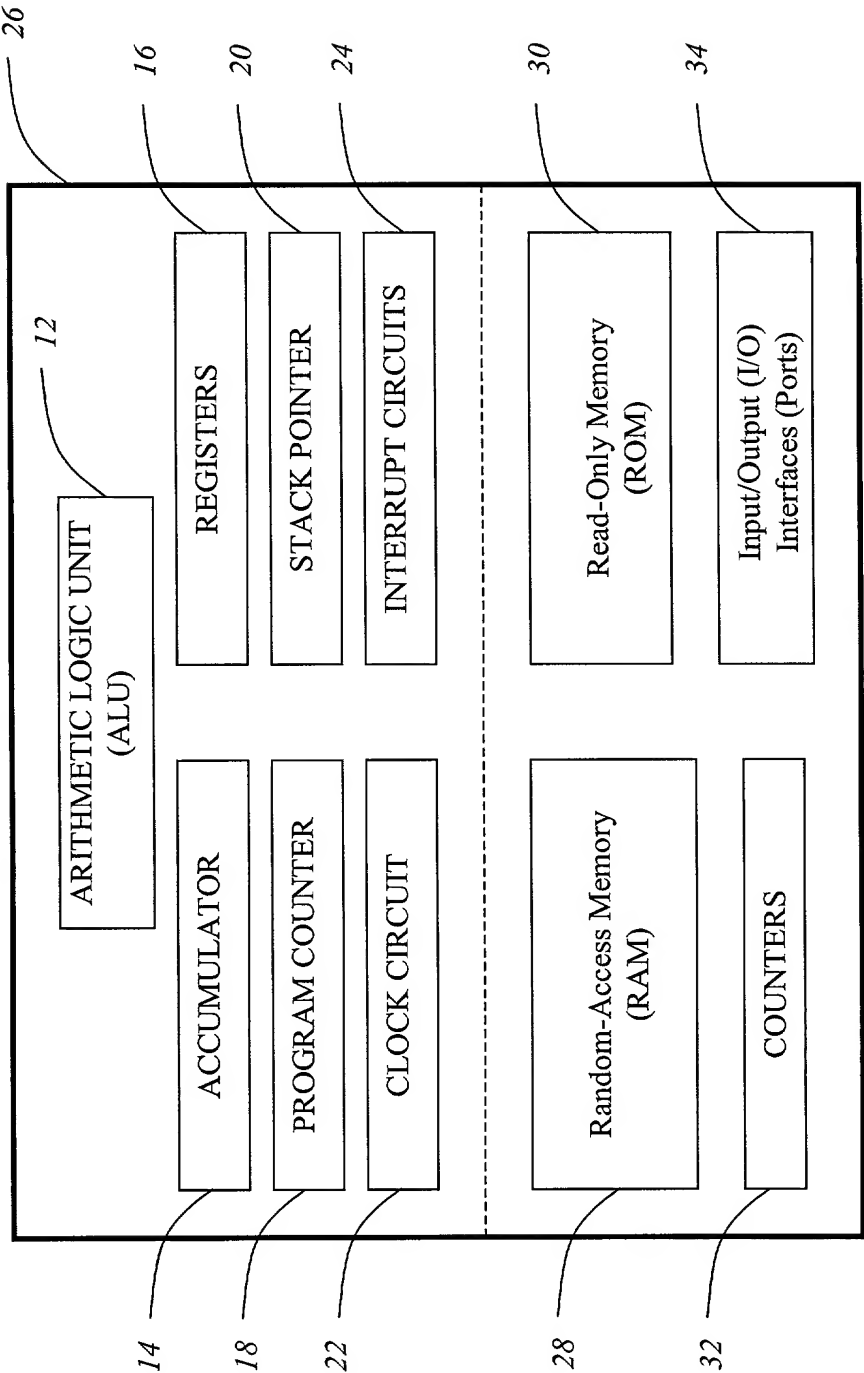 26
12
ARITHMETIC LOGIC UNIT
(ALU)
14
ACCUMULATOR
REGISTERS
16
18
PROGRAM COUNTER
STACK POINTER
20
22
CLOCK CIRCUIT
INTERRUPT CIRCUITS
24
28
Random-Access Memory
(RAM)
Read-Only Memory
(ROM)
30
32
COUNTERS
Input/Output (I/O)
Interfaces (Ports)
34